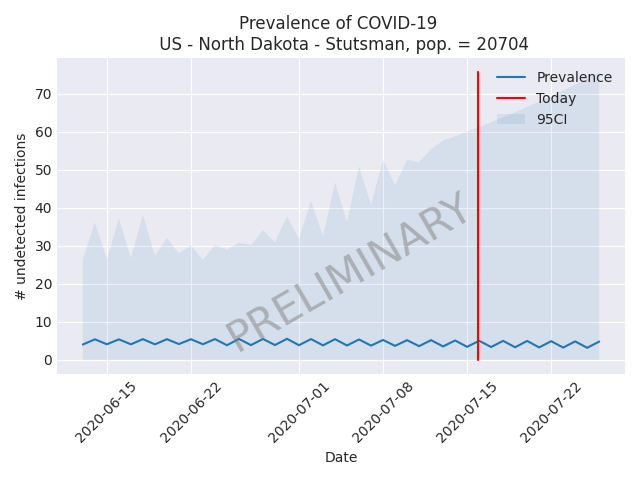 Prevalence of COVID-19
US - North Dakota - Stutsman, pop. = 20704
Prevalence
Today
95CI
70
60
50
40
30
20
10
0
# undetected infections
PRELIMINARY
2020-06-15
2020-06-22
2020-07-01
2020-07-08
2020-07-15
2020-07-22
Date